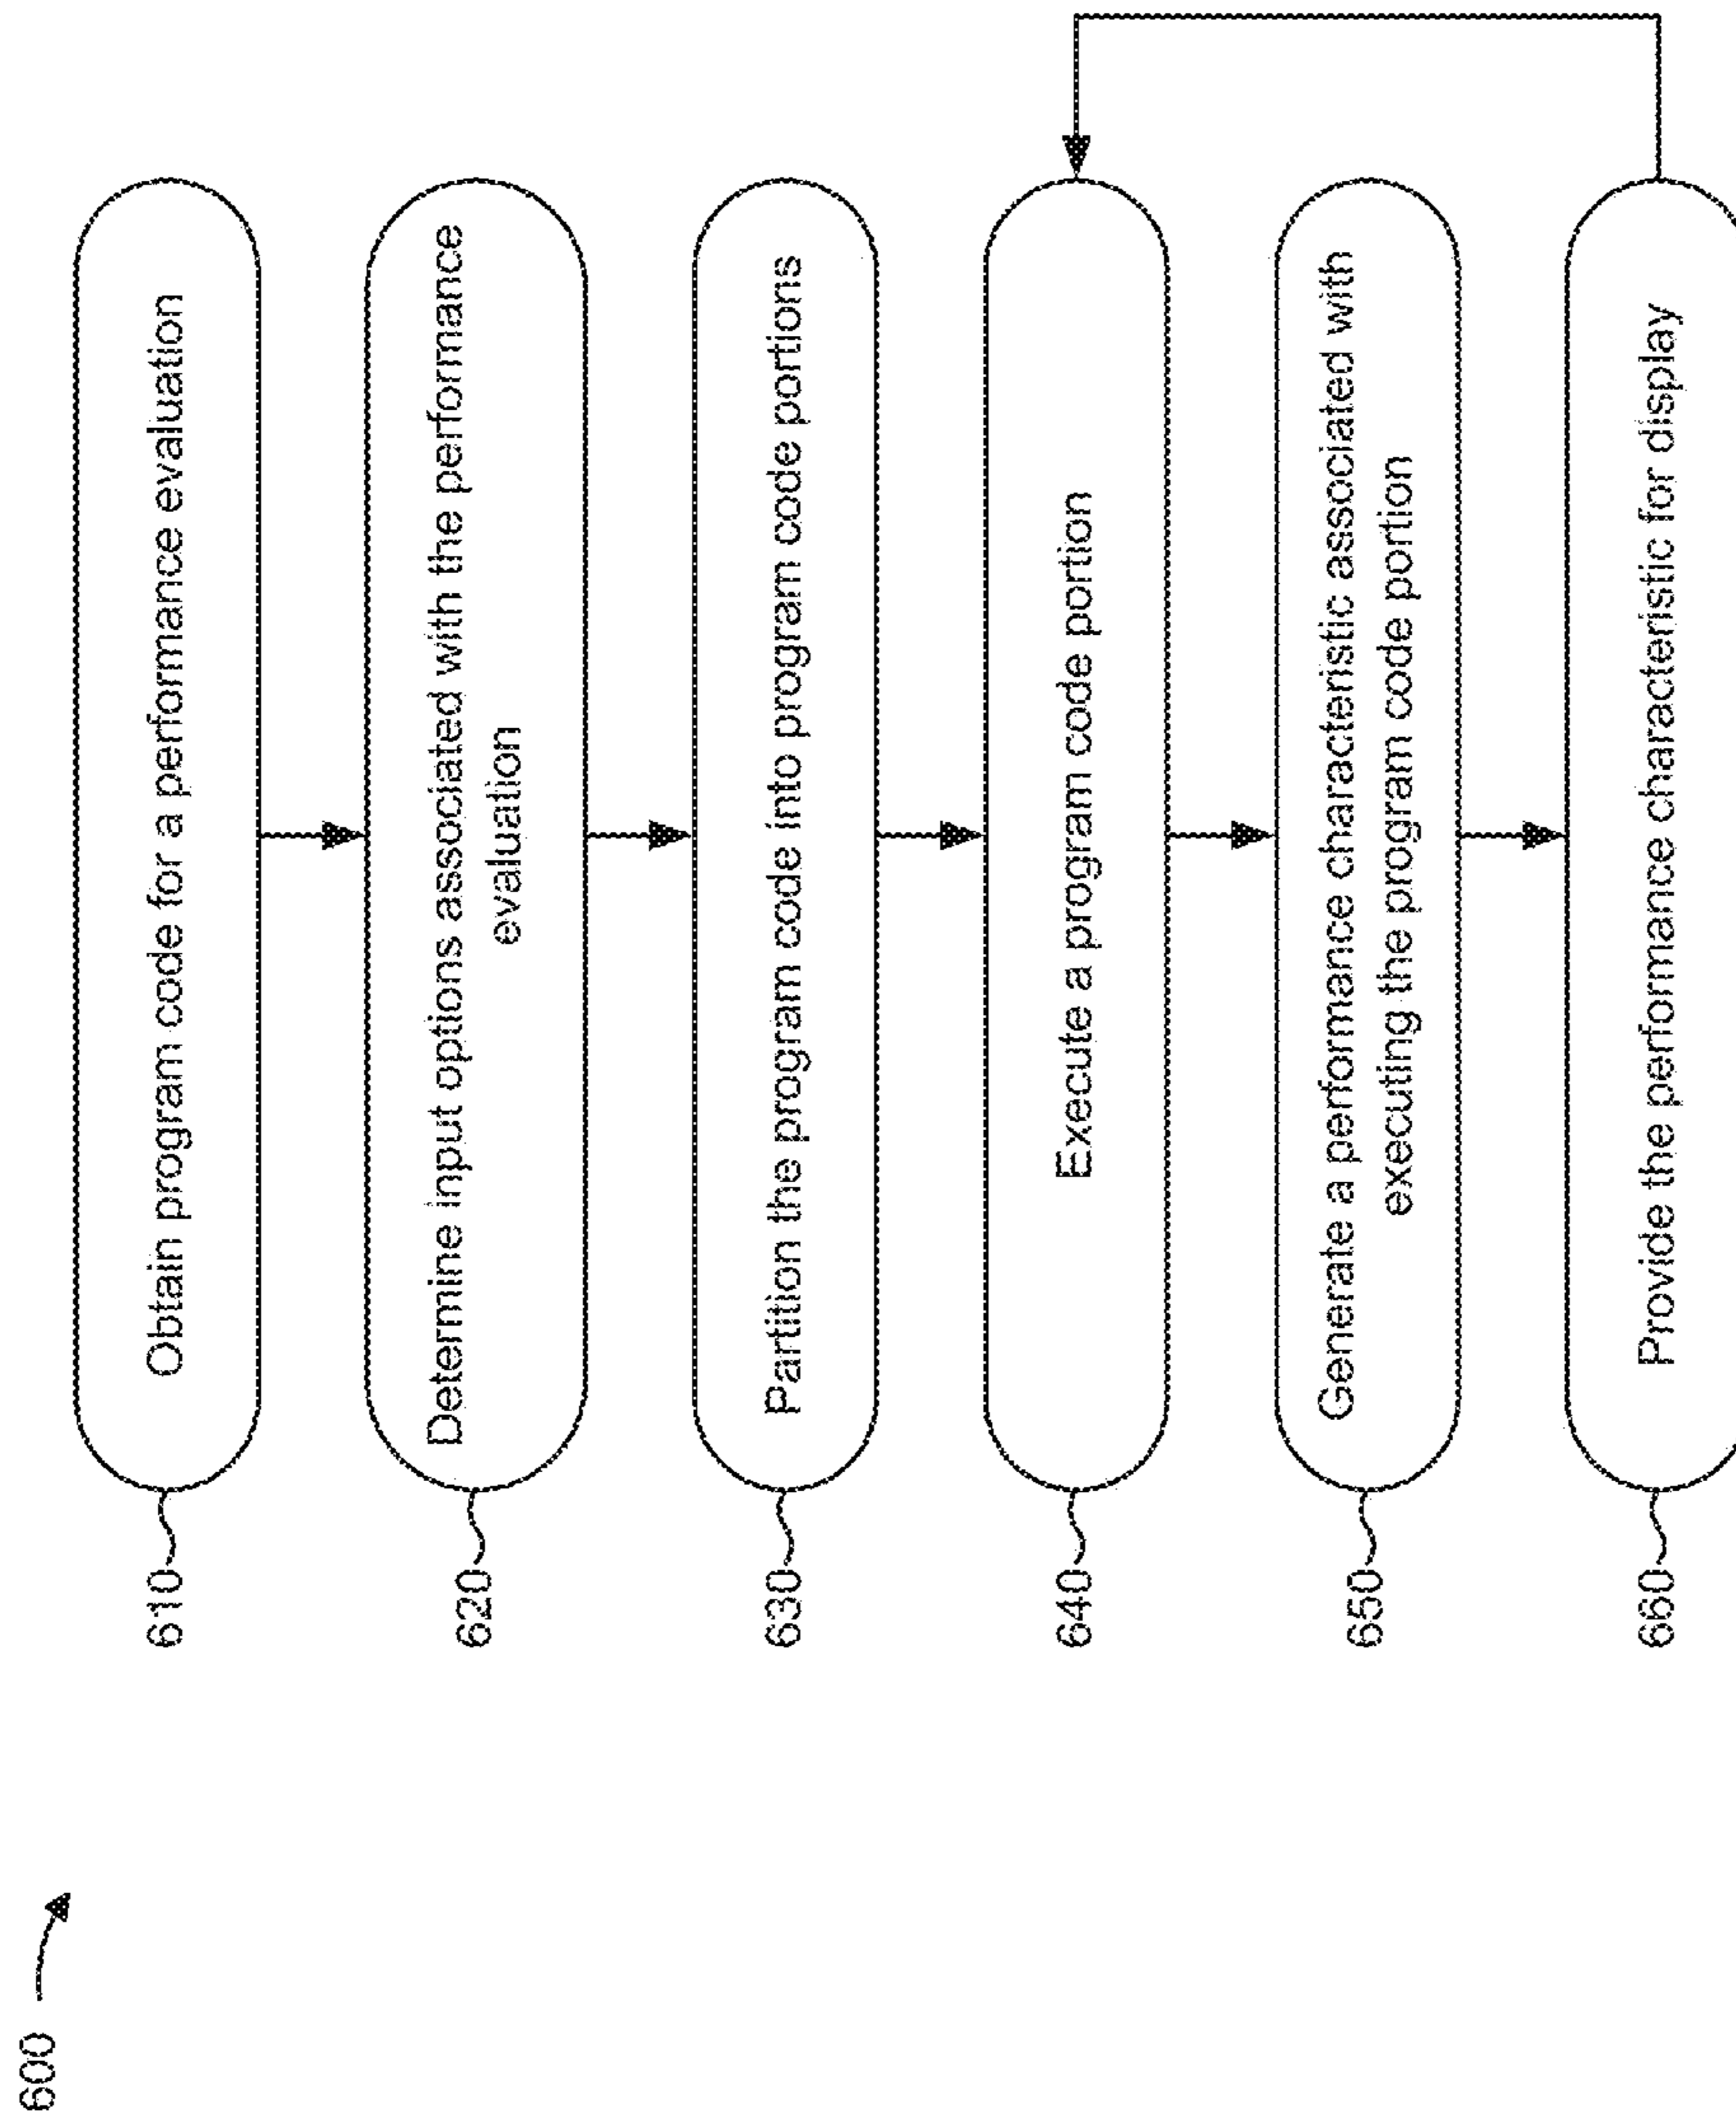 600
610
Obtain program code for a performance evaluation
620
Determine input options associated with the performance
evaluation
630
Partition the program code into program code portions
640
Execute a program code portion
650
Generate a performance characteristic associated with
executing the program code portion
660
Provide the performance characteristic for display